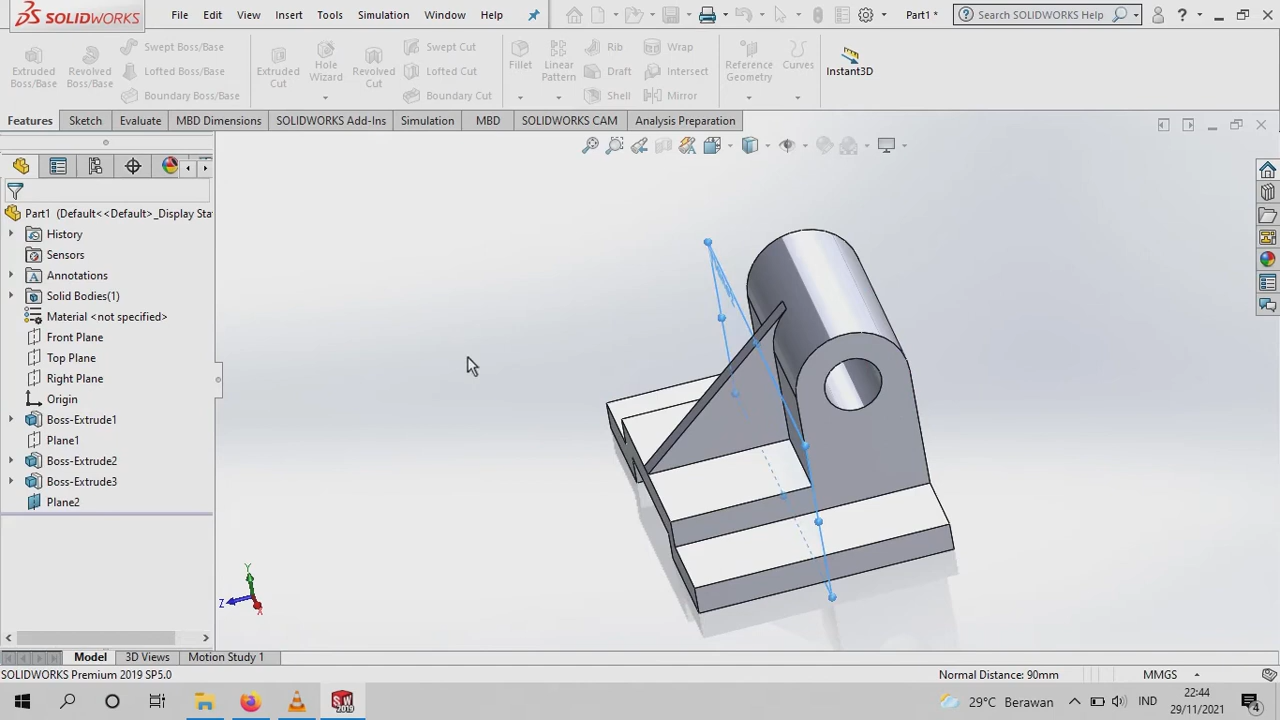 SOLIDWORKS File Edit View Insert Tools Simulation Window Help Part1 * Search SOLIDWORKS Help ?
Extruded Boss/Base
Revolved Boss/Base
Swept Boss/Base
Lofted Boss/Base
Boundary Boss/Base
Extruded Cut
Hole Wizard
Revolved Cut
Swept Cut
Lofted Cut
Boundary Cut
Fillet
Linear Pattern
Rib
Draft
Shell
Wrap
Intersect
Mirror
Reference Geometry
Curves
Instant3D
Features Sketch Evaluate MBD Dimensions SOLIDWORKS Add-Ins Simulation MBD SOLIDWORKS CAM Analysis Preparation
Part1 (Default<<Default>_Display Sta
History
Sensors
Annotations
Solid Bodies(1)
Material <not specified>
Front Plane
Top Plane
Right Plane
Origin
Boss-Extrude1
Plane1
Boss-Extrude2
Boss-Extrude3
Plane2
Y
Z
X
Model 3D Views Motion Study 1
SOLIDWORKS Premium 2019 SP5.0 Normal Distance: 90mm MMGS
29°C Berawan IND 22:44
29/11/2021
4
SW
2019